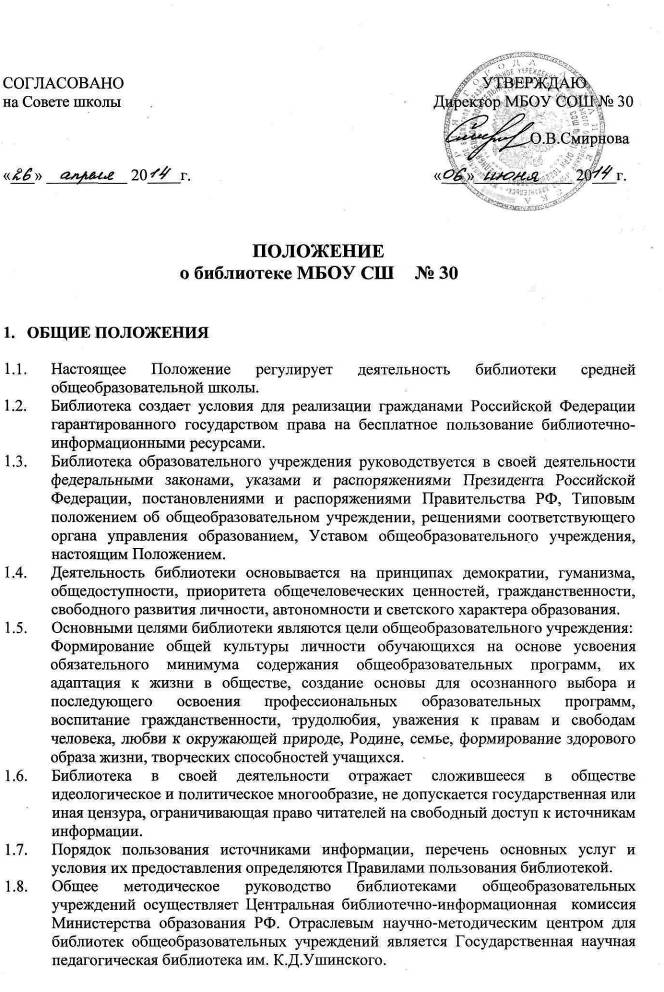 СОГЛАСОВАНО
на Совете школы
«26» апреля 2014 г.
УТВЕРЖДАЮ
Директор МБОУ СОШ № 30
О.В.Смирнова
«06» июня 2014 г.
ПОЛОЖЕНИЕ
о библиотеке МБОУ СШ № 30
1. ОБЩИЕ ПОЛОЖЕНИЯ
1.1. Настоящее Положение регулирует деятельность библиотеки средней
общеобразовательной школы.
1.2. Библиотека создает условия для реализации гражданами Российской Федерации
гарантированного государством права на бесплатное пользование библиотечно-
информационными ресурсами.
1.3. Библиотека образовательного учреждения руководствуется в своей деятельности
федеральными законами, указами и распоряжениями Президента Российской
Федерации, постановлениями и распоряжениями Правительства РФ, Типовым
положением об общеобразовательном учреждении, решениями соответствующего
органа управления образованием, Уставом общеобразовательного учреждения,
настоящим Положением.
1.4. Деятельность библиотеки основывается на принципах демократии, гуманизма,
общедоступности, приоритета общечеловеческих ценностей, гражданственности,
свободного развития личности, автономности и светского характера образования.
1.5. Основными целями библиотеки являются цели общеобразовательного учреждения:
Формирование общей культуры личности обучающихся на основе усвоения
обязательного минимума содержания общеобразовательных программ, их
адаптация к жизни в обществе, создание основы для осознанного выбора и
последующего освоения профессиональных образовательных программ,
воспитание гражданственности, трудолюбия, уважения к правам и свободам
человека, любви к окружающей природе, Родине, семье, формирование здорового
образа жизни, творческих способностей учащихся.
1.6. Библиотека в своей деятельности отражает сложившееся в обществе
идеологическое и политическое многообразие, не допускается государственная или
иная цензура, ограничивающая право читателей на свободный доступ к источникам
информации.
1.7. Порядок пользования источниками информации, перечень основных услуг и
условия их предоставления определяются Правилами пользования библиотекой.
1.8. Общее методическое руководство библиотеками общеобразовательных
учреждений осуществляет Центральная библиотечно-информационная комиссия
Министерства образования РФ. Отраслевым научно-методическим центром для
библиотек общеобразовательных учреждений является Государственная научная
педагогическая библиотека им. К.Д.Ушинского.